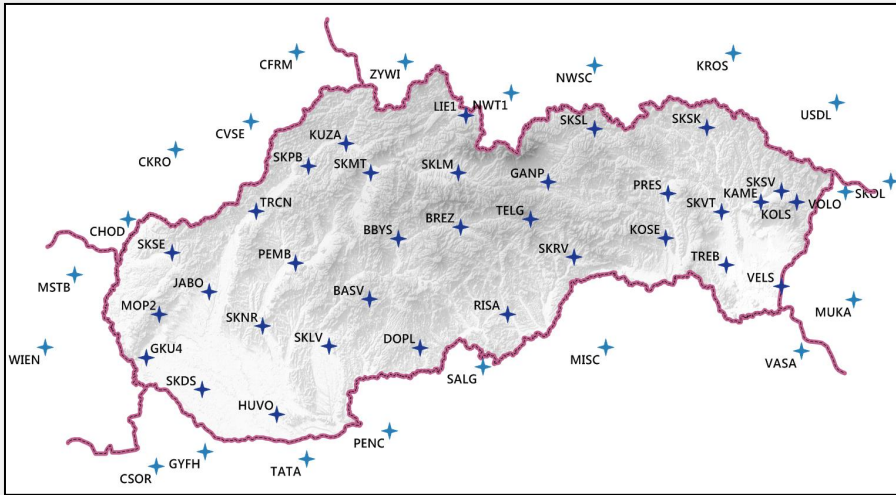 CFRM
ZYWI
NWSC
KROS
LIE1
NWT1
USDL
CVSE
SKSL
SKSK
KUZA
CKRO
SKPB
SKMT
SKLM
GANP
PRES
KAME
SKSV
SKOL
TRCN
TELG
SKVT
KOLS
VOLO
CHOD
BREZ
BBYS
KOSE
SKSE
PEMB
SKRV
TREB
MSTB
JABO
VELS
MOP2
BASV
RISA
MUKA
SKNR
WIEN
GKU4
SKLV
DOPL
MISC
VASA
SALG
SKDS
HUVO
PENC
GYFH
TATA
CSOR